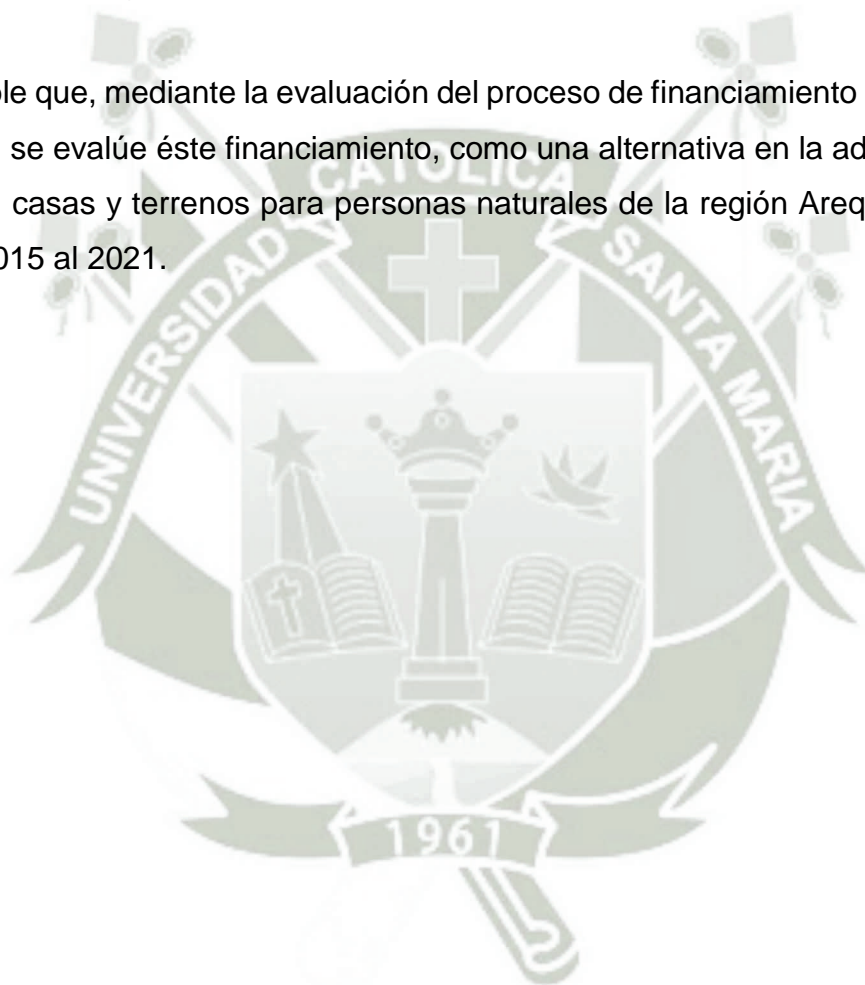 ble que, mediante la evaluación del proceso de financiamiento
se evalúe éste financiamiento, como una alternativa en la ad
casas y terrenos para personas naturales de la región Areq
015 al 2021.
UNIVERSIDAD CATOLICA SANTA MARIA
1961